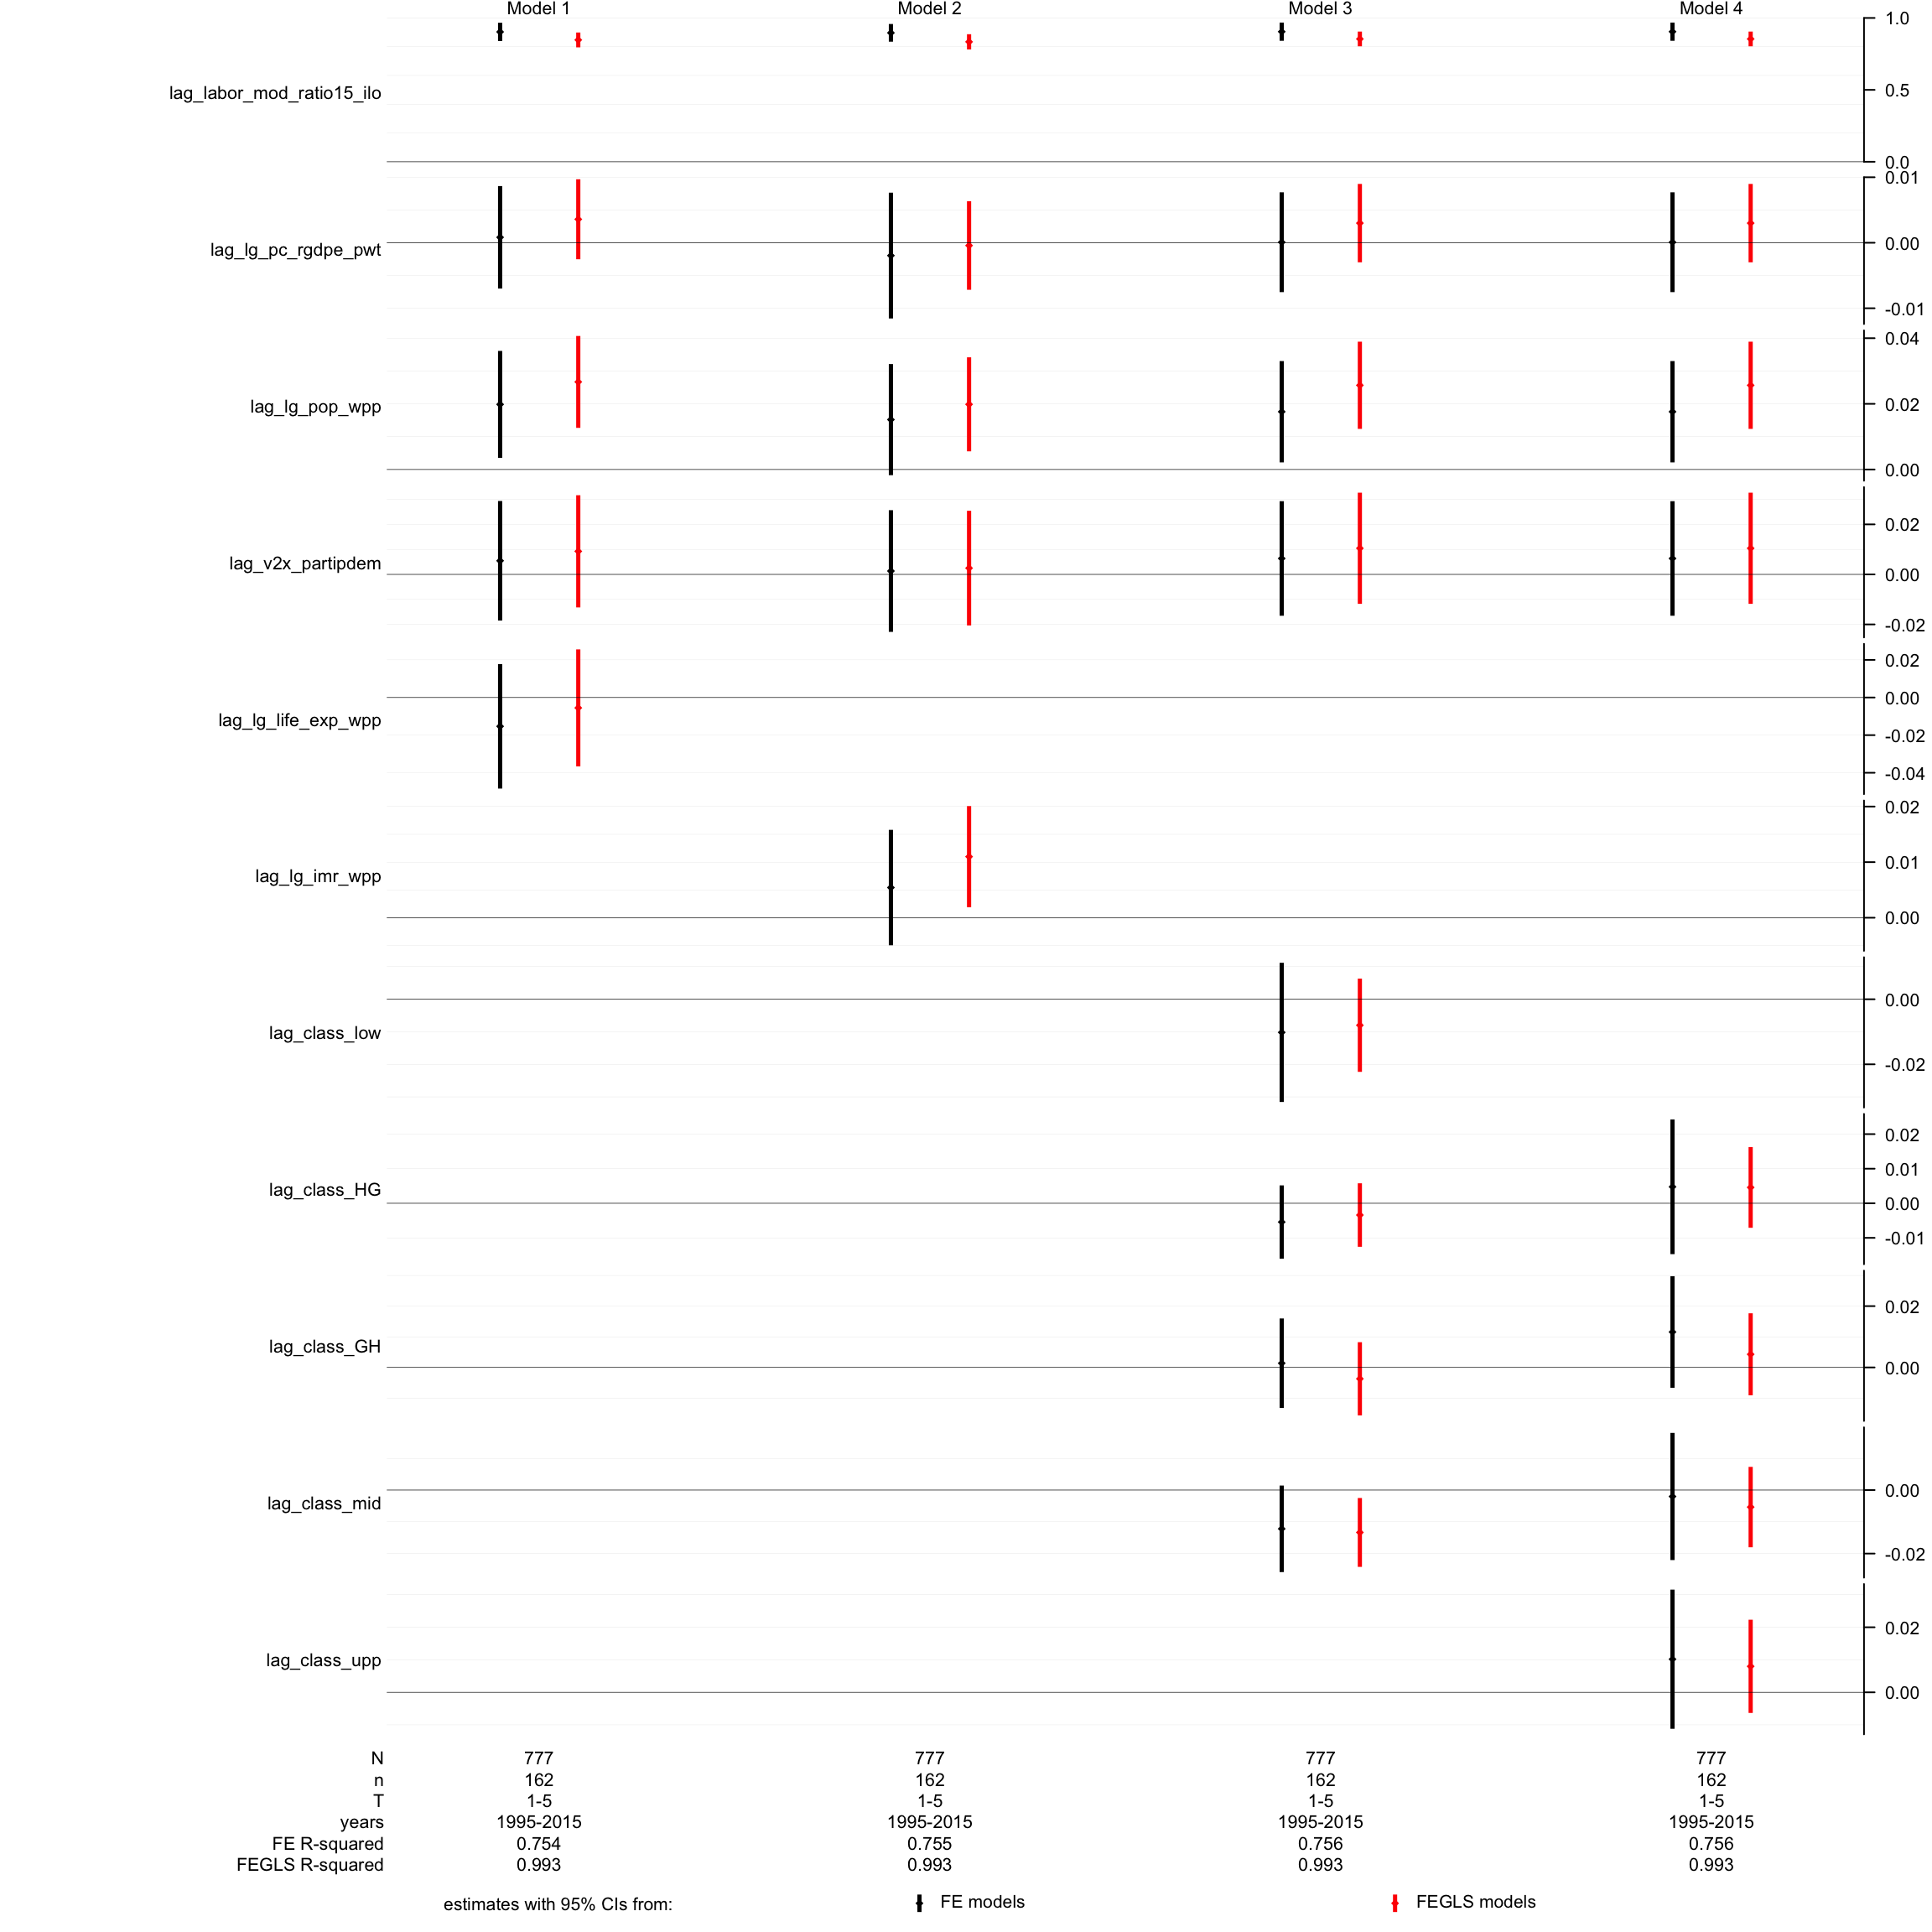 Model 1 Model 2 Model 3 Model 4
1.0
lag_labor_mod_ratio15_ilo 0.5
0.0
0.01
lag_lg_pc_rgdpe_pwt 0.00
-0.01
0.04
lag_lg_pop_wpp 0.02
0.00
0.02
lag_v2x_partipdem 0.00
-0.02
0.02
0.00
lag_lg_life_exp_wpp
-0.02
-0.04
0.02
lag_lg_imr_wpp 0.01
0.00
0.00
lag_class_low
-0.02
0.02
0.01
lag_class_HG
0.00
-0.01
0.02
lag_class_GH
0.00
0.00
lag_class_mid
-0.02
0.02
lag_class_upp
0.00
N 777 777 777 777
n 162 162 162 162
T 1-5 1-5 1-5 1-5
years 1995-2015 1995-2015 1995-2015 1995-2015
FE R-squared 0.754 0.755 0.756 0.756
FEGLS R-squared 0.993 0.993 0.993 0.993
estimates with 95% CIs from: FE models FEGLS models